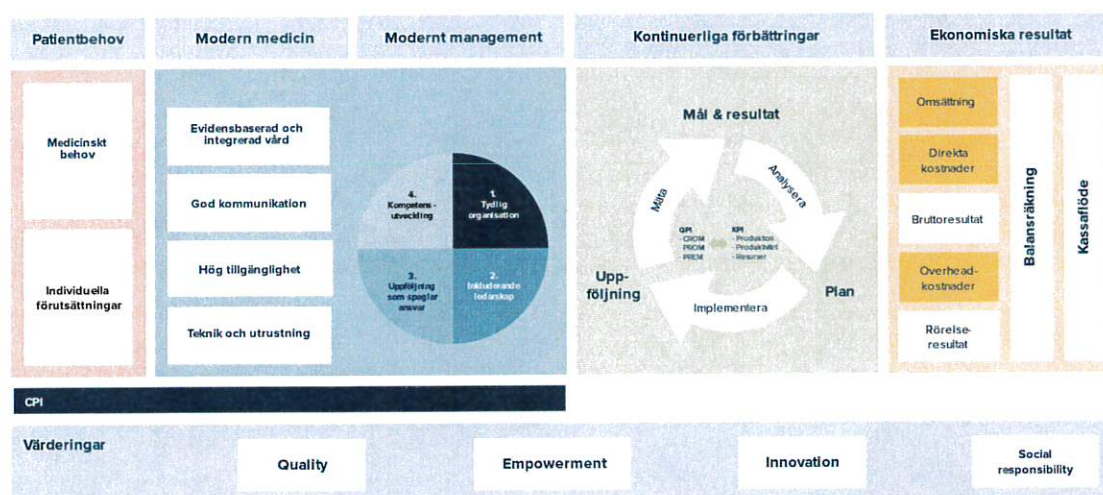 Patientbehov
Modern medicin
Modernt management
Kontinuerliga förbättringar
Ekonomiska resultat
Medicinskt
behov
Individuella
förutsättningar
Evidensbaserad och
integrerad vård
God kommunikation
Hög tillgänglighet
Teknik och utrustning
4.
Kompetens-
utveckling
1.
Tydlig
organisation
3.
Uppföljning
som speglar
ansvar
2.
Inkluderande
ledarskap
Mål & resultat
Mäta
Analysera
QPI
- CROM
- PROM
- PREM
KPI
- Produktion
- Produktivitet
- Resurser
Upp-
följning
Plan
Implementera
Omsättning
Direkta
kostnader
Bruttoresultat
Overhead-
kostnader
Rörelse-
resultat
Balansräkning
Kassaflöde
CPI
Värderingar
Quality
Empowerment
Innovation
Social
responsibility